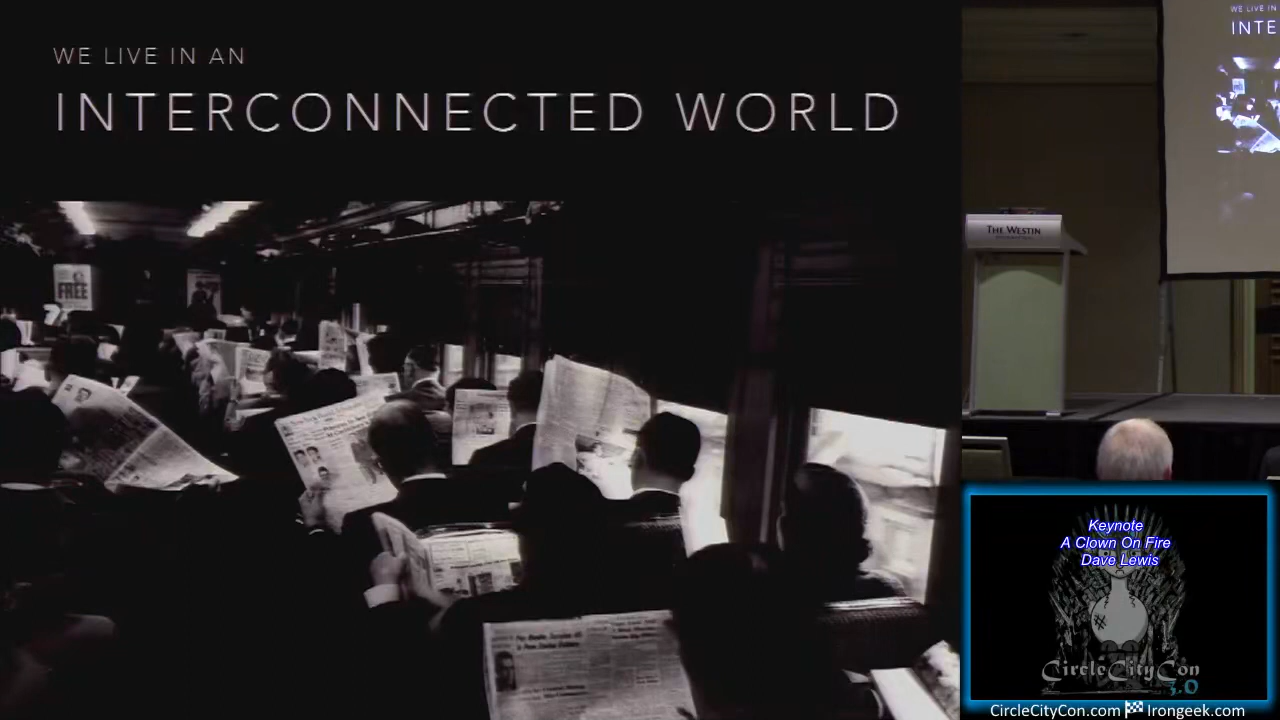 WE LIVE IN AN
INTERCONNECTED WORLD
FREE
WE LIVE IN
INTE
THE WESTIN
Keynote
A Clown On Fire
Dave Lewis
CircleCityCon
3.0
CircleCityCon.com Irongeek.com